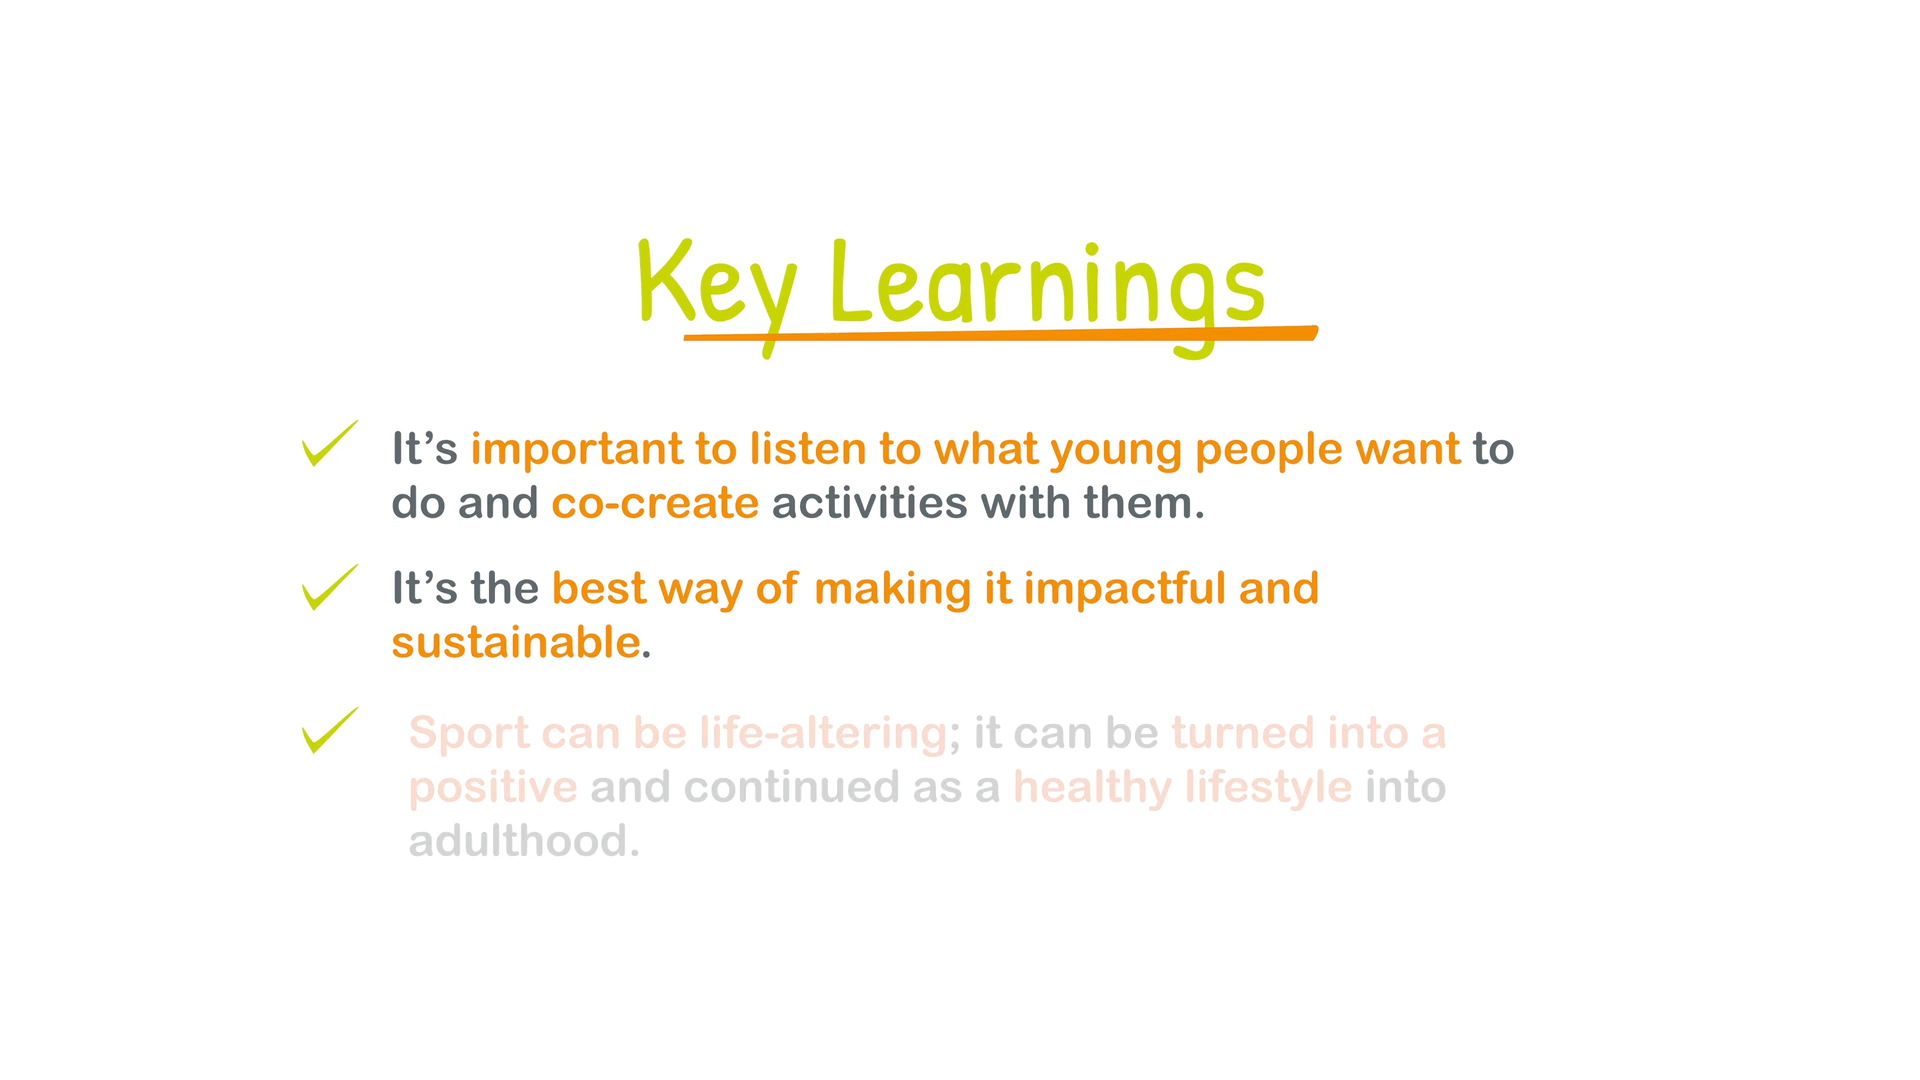 Key Learnings
It’s important to listen to what young people want to
do and co-create activities with them.
It’s the best way of making it impactful and
sustainable.
Sport can be life-altering; it can be turned into a
positive and continued as a healthy lifestyle into
adulthood.